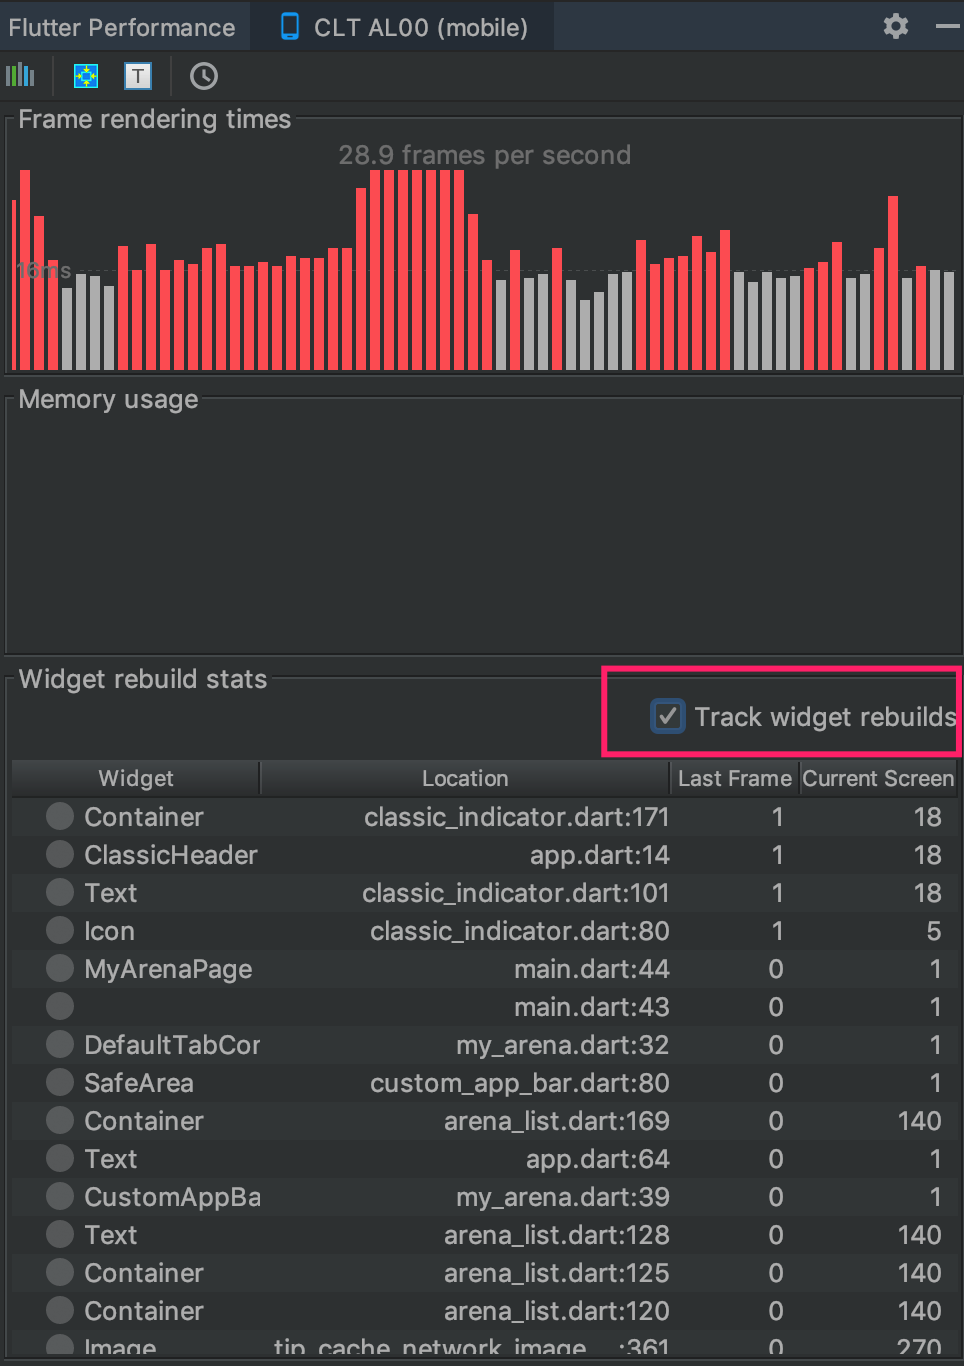 Flutter Performance CLT AL00 (mobile)
T
Frame rendering times
28.9 frames per second
16ms
Memory usage
Widget rebuild stats
Track widget rebuilds
Widget Location Last Frame Current Screen
Container classic_indicator.dart:171 1 18
ClassicHeader app.dart:14 1 18
Text classic_indicator.dart:101 1 18
Icon classic_indicator.dart:80 1 5
MyArenaPage main.dart:44 0 1
main.dart:43 0 1
DefaultTabCor my_arena.dart:32 0 1
SafeArea custom_app_bar.dart:80 0 1
Container arena_list.dart:169 0 140
Text app.dart:64 0 1
CustomAppBa my_arena.dart:39 0 1
Text arena_list.dart:128 0 140
Container arena_list.dart:125 0 140
Container arena_list.dart:120 0 140
Image tip_cache_network_image... :361 0 270